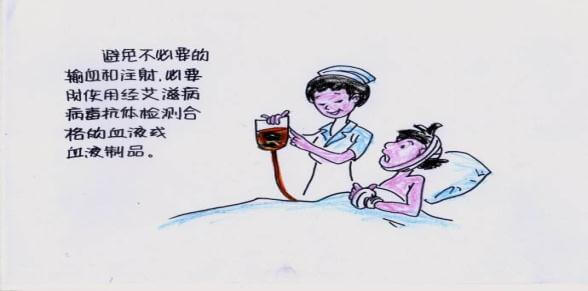 避免不必要的
输血和注射，必要
时使用经艾滋病
病毒抗体检测合
格的血液或
血液制品。